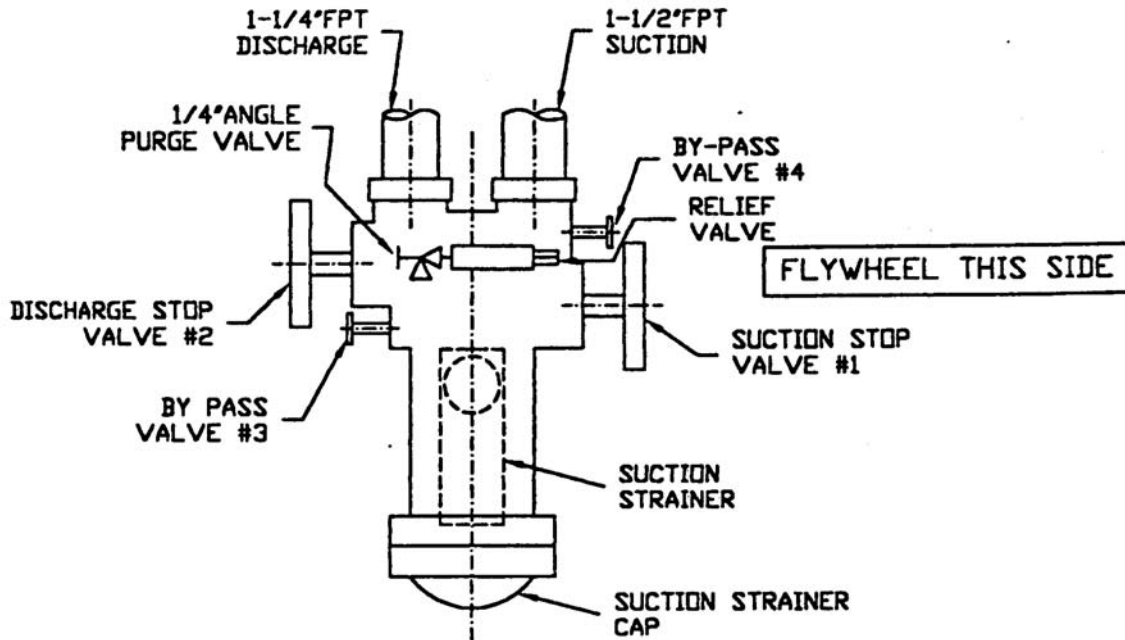 1-1/4"FPT
DISCHARGE
1-1/2"FPT
SUCTION
1/4"ANGLE
PURGE VALVE
BY-PASS
VALVE #4
RELIEF
VALVE
FLYWHEEL THIS SIDE
DISCHARGE STOP
VALVE #2
SUCTION STOP
VALVE #1
BY PASS
VALVE #3
SUCTION
STRAINER
SUCTION STRAINER
CAP